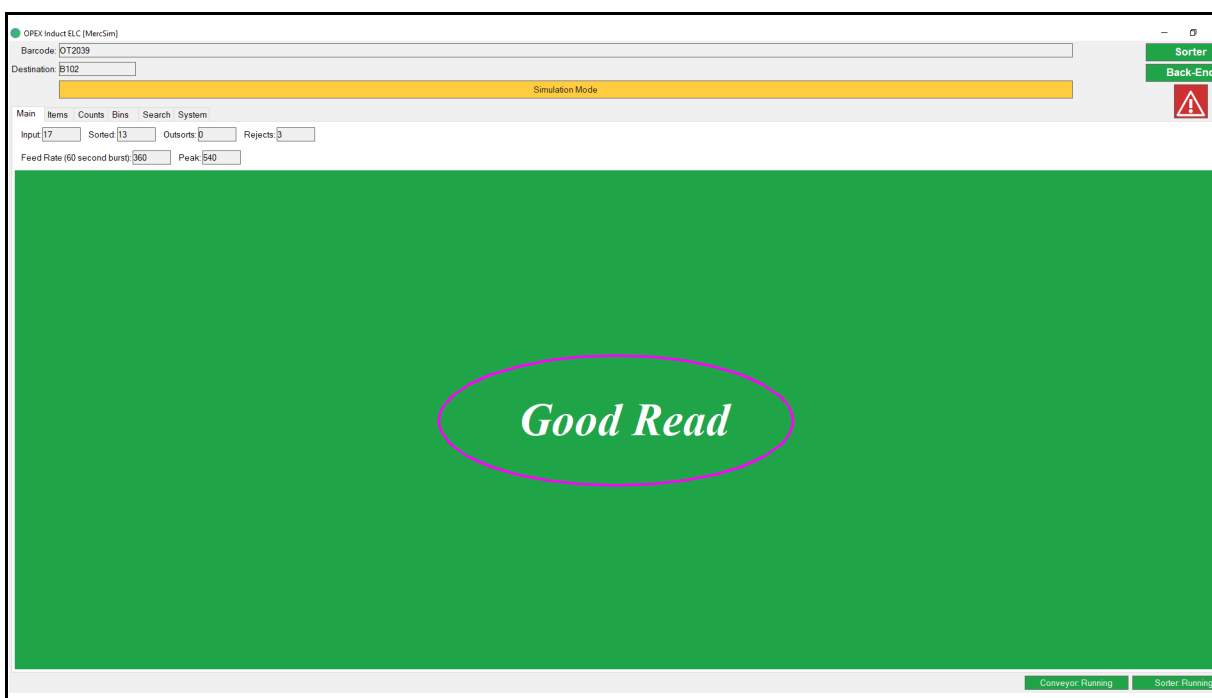 OPEX Induct ELC [MercSim]
Barcode: OT2039
Sorter
Destination: B102
Back-End
Simulation Mode
Main Items Counts Bins Search System
Input: 17 Sorted: 13 Outsorts: 0 Rejects: 3
Feed Rate (60 second burst): 360 Peak: 540
Good Read
Conveyor: Running Sorter: Running